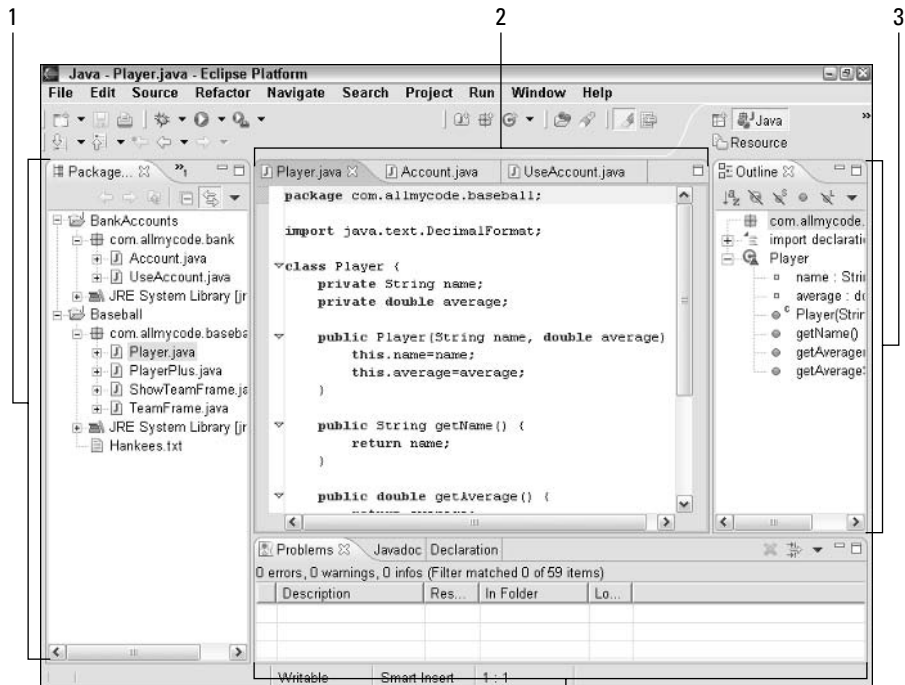 1 2 3
Java - Player.java - Eclipse Platform
File Edit Source Refactor Navigate Search Project Run Window Help
Java
Resource
Package...
1
BankAccounts
com.allmycode.bank
Account.java
UseAccount.java
JRE System Library [jr
Baseball
com.allmycode.baseba
Player.java
PlayerPlus.java
ShowTeamFrame.ja
TeamFrame.java
JRE System Library [jr
Hankees.txt
Player.java Account.java UseAccount.java
package com.allmycode.baseball;
import java.text.DecimalFormat;
class Player {
private String name;
private double average;
public Player(String name, double average)
this.name=name;
this.average=average;
}
public String getName() {
return name;
}
public double getAverage() {
Outline
com.allmycode.
import declarati
Player
name : Strin
average : do
Player(Strin
getName()
getAverage
getAverageS
Problems Javadoc Declaration
0 errors, 0 warnings, 0 infos (Filter matched 0 of 59 items)
Description Res... In Folder Lo...
Writable Smart Insert 1 : 1